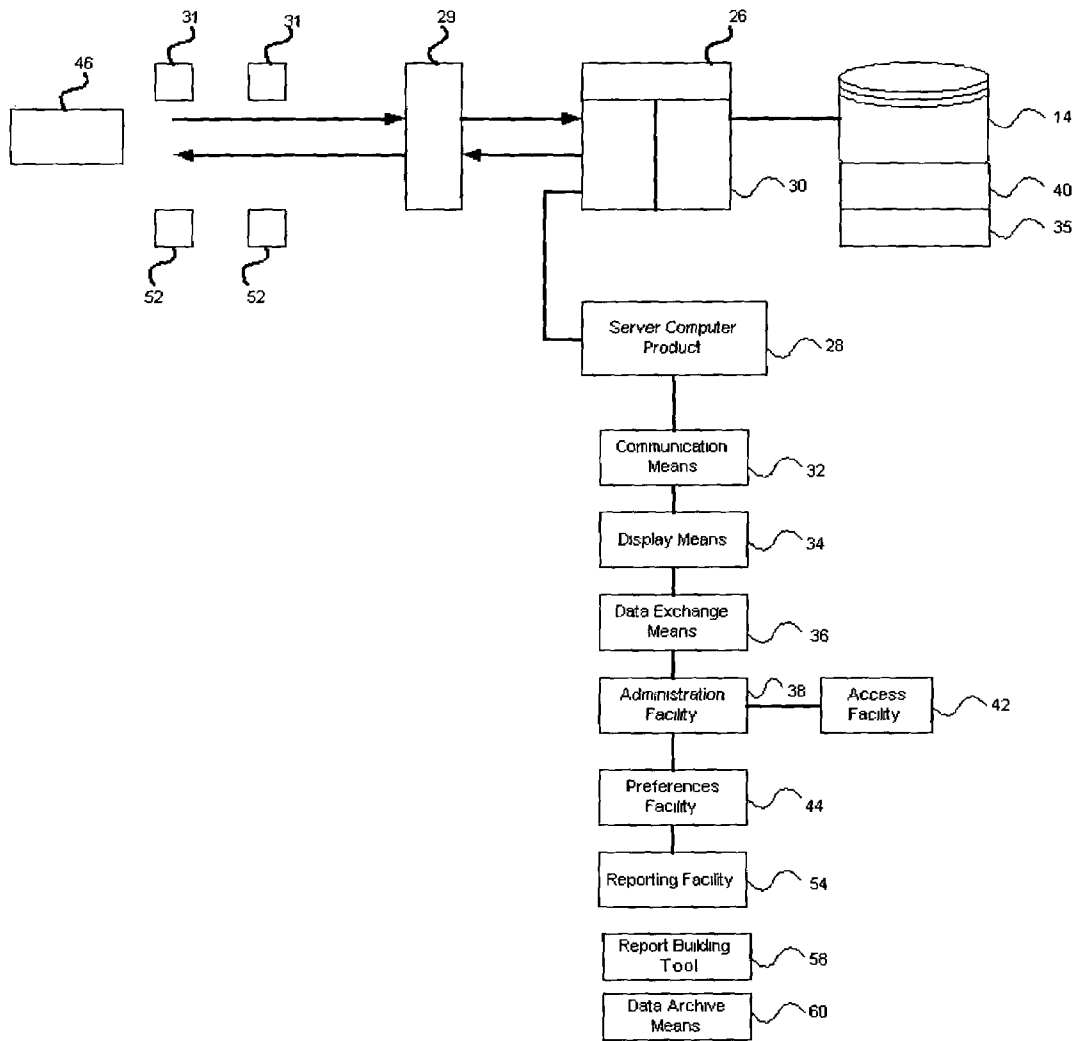 31
31
29
26
46
14
30
40
35
52
52
Server Computer
Product
28
Communication
Means
32
Display Means
34
Data Exchange
Means
36
Administration
Facility
38
Access
Facility
42
Preferences
Facility
44
Reporting Facility
54
Report Building
Tool
58
Data Archive
Means
60